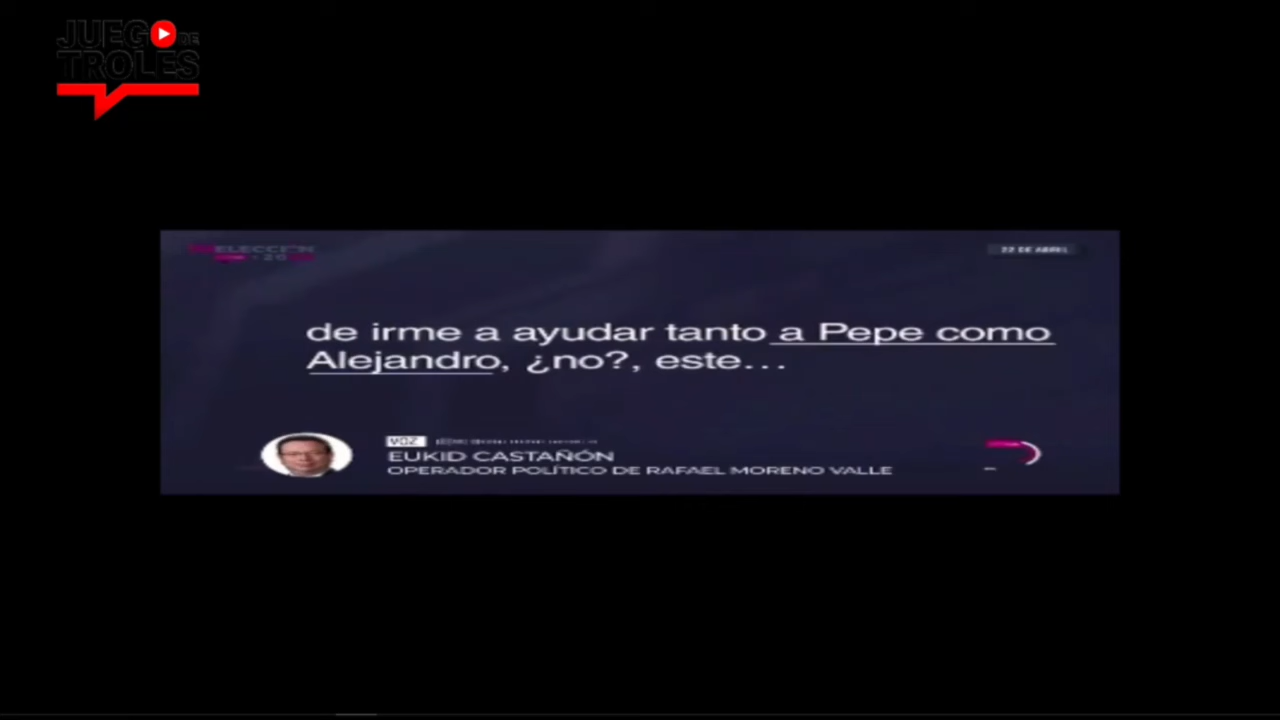 JUEGO DE
TROLES
ELECCIÓN
22 DE ABRIL
de irme a ayudar tanto a Pepe como
Alejandro, ¿no?, este...
VOZ
EUKID CASTAÑÓN
OPERADOR POLÍTICO DE RAFAEL MORENO VALLE